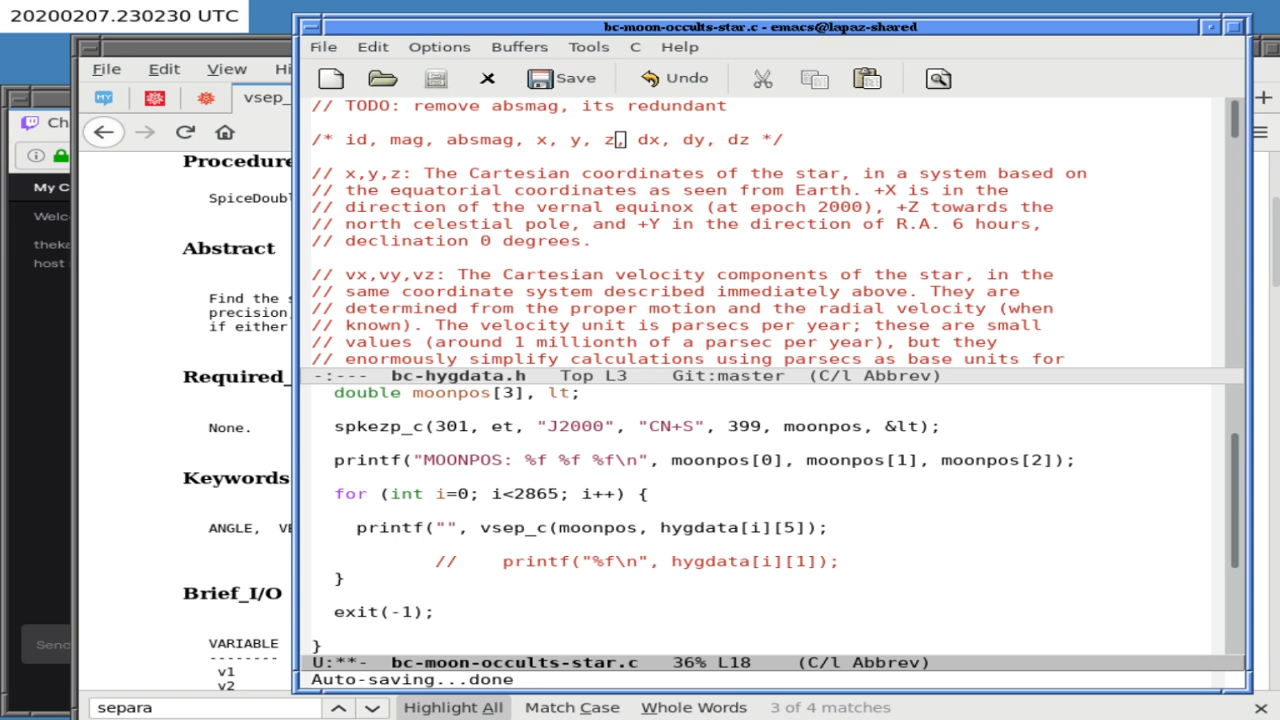 20200207.230230 UTC
bc-moon-occults-star.c - emacs@lapaz-shared
File Edit Options Buffers Tools C Help
Save Undo
// TODO: remove absmag, its redundant
/* id, mag, absmag, x, y, z, dx, dy, dz */
// x,y,z: The Cartesian coordinates of the star, in a system based on
// the equatorial coordinates as seen from Earth. +X is in the
// direction of the vernal equinox (at epoch 2000), +Z towards the
// north celestial pole, and +Y in the direction of R.A. 6 hours,
// declination 0 degrees.
// vx,vy,vz: The Cartesian velocity components of the star, in the
// same coordinate system described immediately above. They are
// determined from the proper motion and the radial velocity (when
// known). The velocity unit is parsecs per year; these are small
// values (around 1 millionth of a parsec per year), but they
// enormously simplify calculations using parsecs as base units for
-:--- bc-hygdata.h Top L3 Git:master (C/l Abbrev)
double moonpos[3], lt;
spkezp_c(301, et, "J2000", "CN+S", 399, moonpos, &lt);
printf("MOONPOS: %f %f %f\n", moonpos[0], moonpos[1], moonpos[2]);
for (int i=0; i<2865; i++) {
printf("", vsep_c(moonpos, hygdata[i][5]);
// printf("%f\n", hygdata[i][1]);
}
exit(-1);
}
U:**- bc-moon-occults-star.c 36% L18 (C/l Abbrev)
Auto-saving...done
File Edit View Hi
vsep_
Procedure
SpiceDoubl
Abstract
Find the s
precision,
if either
Required_
None.
Keywords
ANGLE, VE
Brief_I/O
VARIABLE
--------
v1
v2
separa Highlight All Match Case Whole Words 3 of 4 matches
Ch
My C
Welc
theka
host
Send